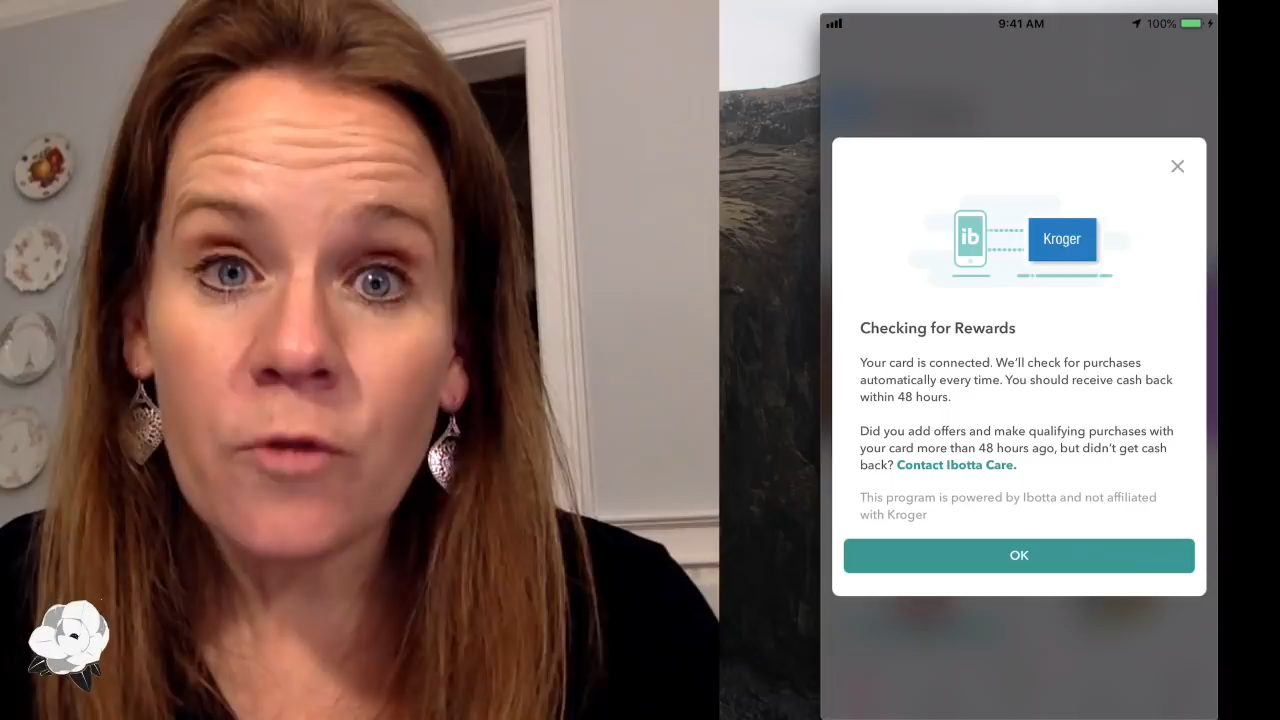 9:41 AM
100%
ib
Kroger
Checking for Rewards
Your card is connected. We'll check for purchases
automatically every time. You should receive cash back
within 48 hours.
Did you add offers and make qualifying purchases with
your card more than 48 hours ago, but didn't get cash
back? Contact Ibotta Care.
This program is powered by Ibotta and not affiliated
with Kroger
OK